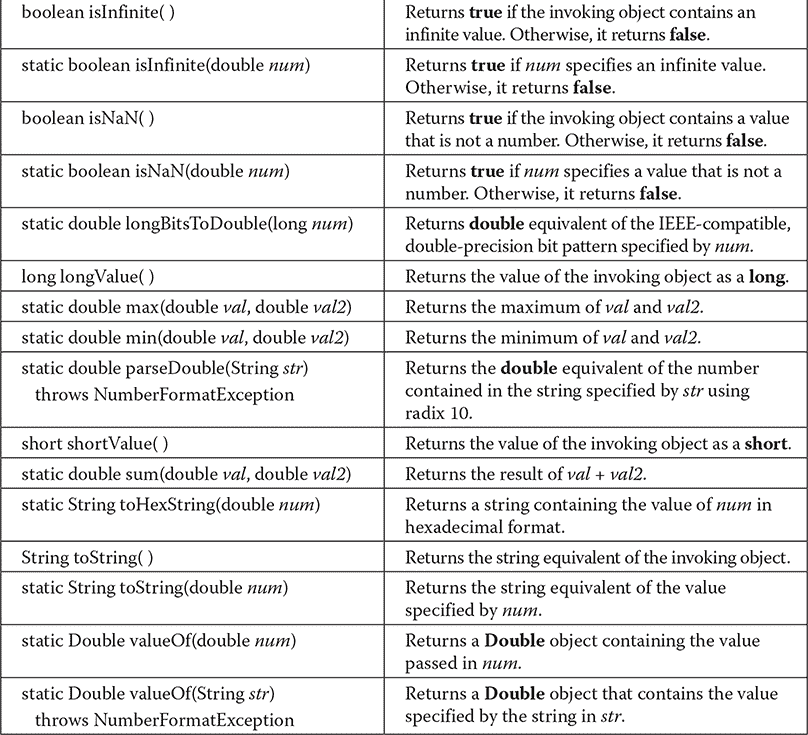 boolean isInfinite( )
Returns true if the invoking object contains an
infinite value. Otherwise, it returns false.
static boolean isInfinite(double num)
Returns true if num specifies an infinite value.
Otherwise, it returns false.
boolean isNaN( )
Returns true if the invoking object contains a value
that is not a number. Otherwise, it returns false.
static boolean isNaN(double num)
Returns true if num specifies a value that is not a
number. Otherwise, it returns false.
static double longBitsToDouble(long num)
Returns double equivalent of the IEEE-compatible,
double-precision bit pattern specified by num.
long longValue( )
Returns the value of the invoking object as a long.
static double max(double val, double val2)
Returns the maximum of val and val2.
static double min(double val, double val2)
Returns the minimum of val and val2.
static double parseDouble(String str)
throws NumberFormatException
Returns the double equivalent of the number
contained in the string specified by str using
radix 10.
short shortValue( )
Returns the value of the invoking object as a short.
static double sum(double val, double val2)
Returns the result of val + val2.
static String toHexString(double num)
Returns a string containing the value of num in
hexadecimal format.
String toString( )
Returns the string equivalent of the invoking object.
static String toString(double num)
Returns the string equivalent of the value
specified by num.
static Double valueOf(double num)
Returns a Double object containing the value
passed in num.
static Double valueOf(String str)
throws NumberFormatException
Returns a Double object that contains the value
specified by the string in str.